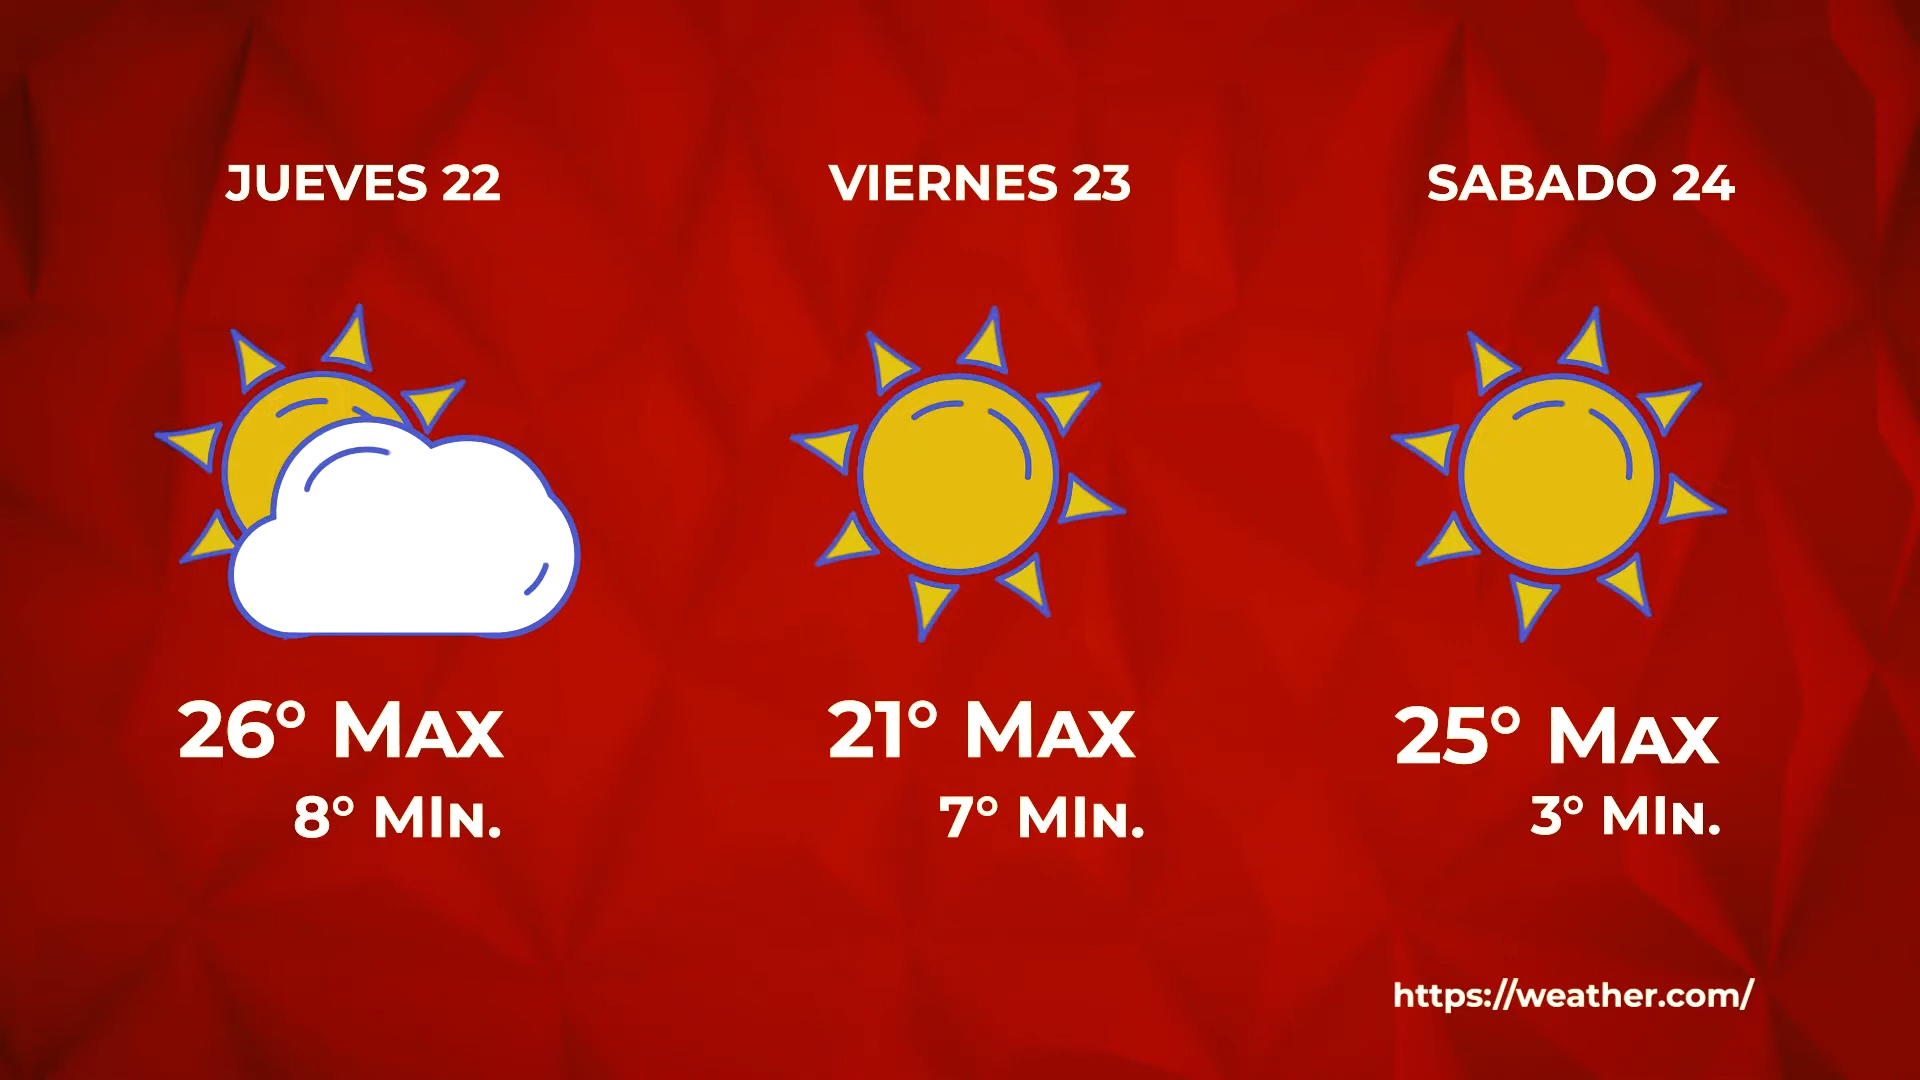 JUEVES 22
26° MAX
8° MIN.
VIERNES 23
21° MAX
7° MIN.
SABADO 24
25° MAX
3° MIN.
https://weather.com/